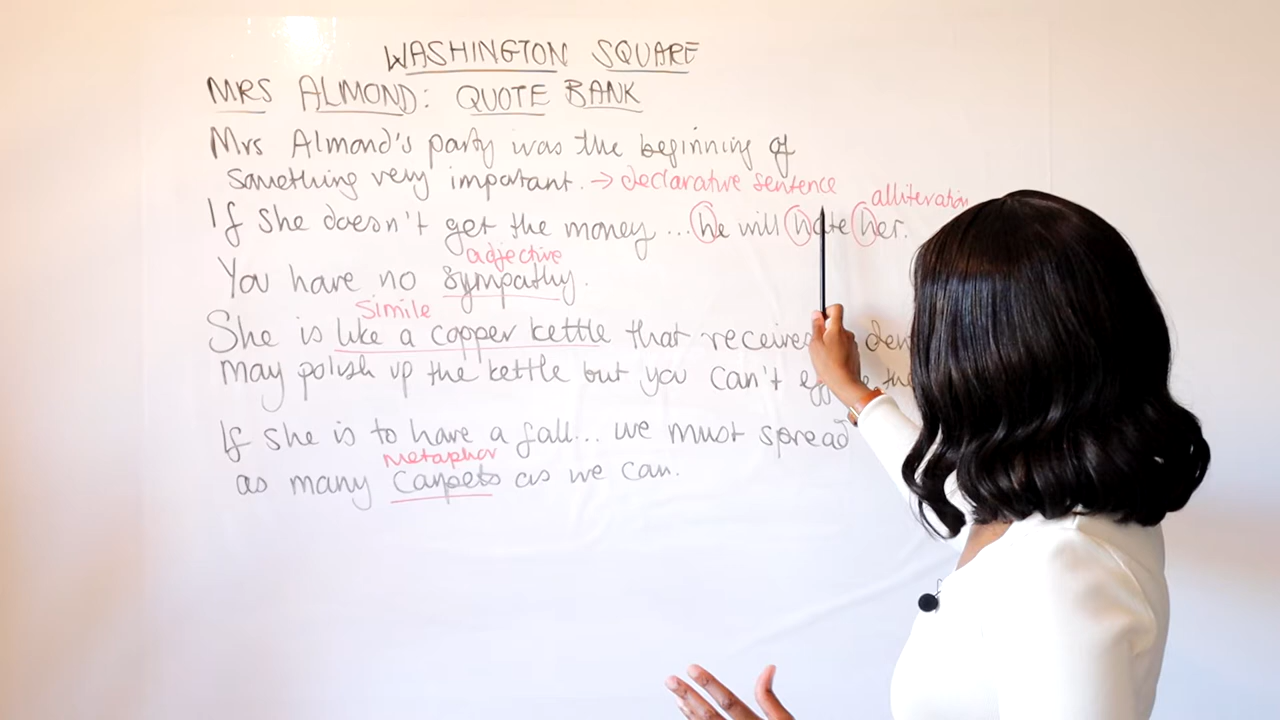 WASHINGTON SQUARE
MRS ALMOND: QUOTE BANK
Mrs Almond's party was the beginning of
something very important. → declarative sentence
alliteration
If she doesn't get the money ... he will hate her.
adjective
You have no sympathy.
Simile
She is like a copper kettle that receives
may polish up the kettle but you can't
If she is to have a fall... we must spread
metaphor
as many carpets as we can.